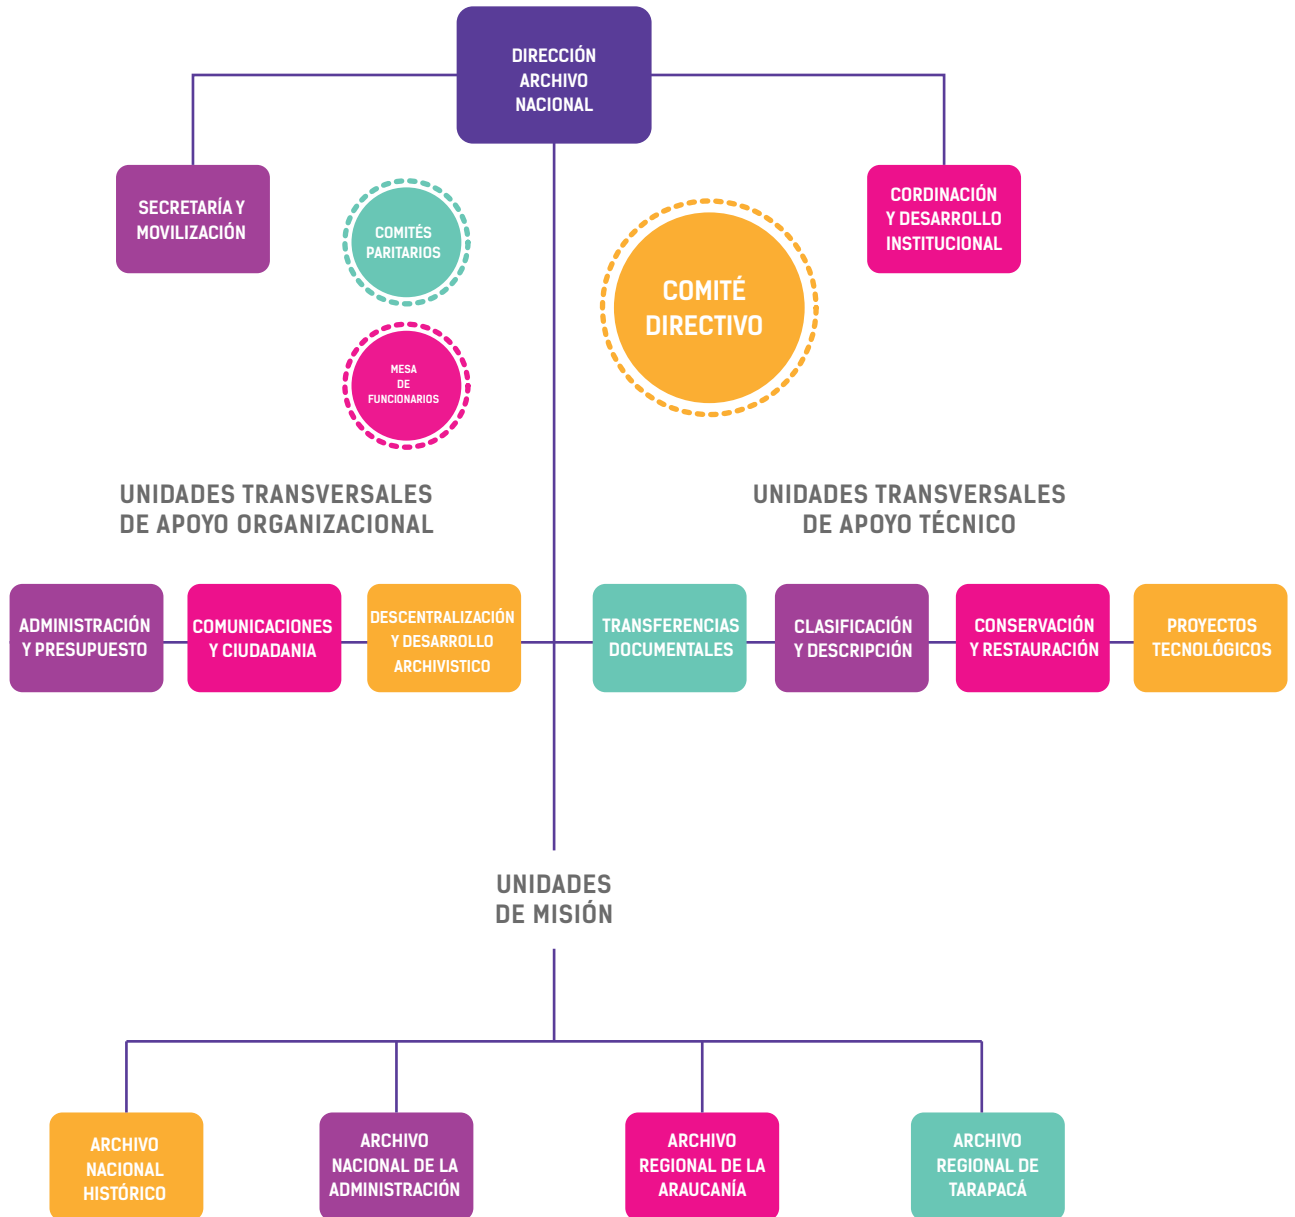 DIRECCIÓN
ARCHIVO
NACIONAL
SECRETARÍA Y
MOVILIZACIÓN
COMITÉS
PARITARIOS
MESA
DE
FUNCIONARIOS
COMITÉ
DIRECTIVO
CORDINACIÓN
Y DESARROLLO
INSTITUCIONAL
UNIDADES TRANSVERSALES
DE APOYO ORGANIZACIONAL
UNIDADES TRANSVERSALES
DE APOYO TÉCNICO
ADMINISTRACIÓN
Y PRESUPUESTO
COMUNICACIONES
Y CIUDADANIA
DESCENTRALIZACIÓN
Y DESARROLLO
ARCHIVISTICO
TRANSFERENCIAS
DOCUMENTALES
CLASIFICACIÓN
Y DESCRIPCIÓN
CONSERVACIÓN
Y RESTAURACIÓN
PROYECTOS
TECNOLÓGICOS
UNIDADES
DE MISIÓN
ARCHIVO
NACIONAL
HISTÓRICO
ARCHIVO
NACIONAL DE LA
ADMINISTRACIÓN
ARCHIVO
REGIONAL DE LA
ARAUCANÍA
ARCHIVO
REGIONAL DE
TARAPACÁ